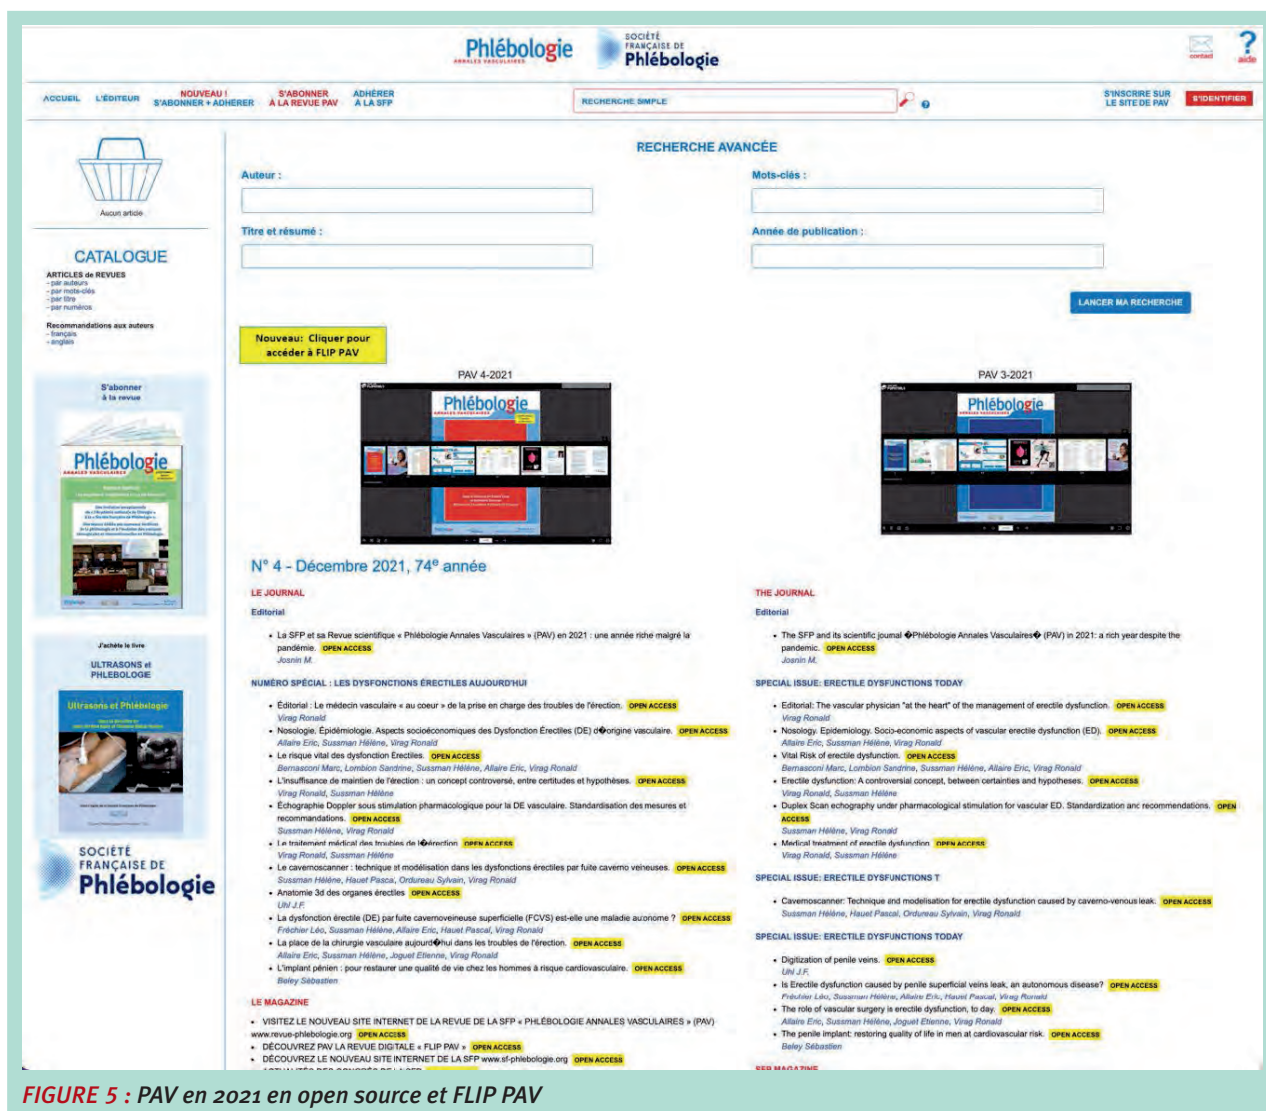 Phlébologie
ANNALES VASCULAIRES
SOCIÉTÉ
FRANÇAISE DE
Phlébologie
contact
?
aide
ACCUEIL
L'ÉDITEUR
NOUVEAU !
S'ABONNER + ADHÉRER
S'ABONNER
À LA REVUE PAV
ADHÉRER
À LA SFP
RECHERCHE SIMPLE
S'INSCRIRE SUR
LE SITE DE PAV
S'IDENTIFIER
Aucun article
CATALOGUE
ARTICLES de REVUES
- par auteurs
- par mots-clés
- par titre
- par numéros
Recommandations aux auteurs
- français
- anglais
S'abonner
à la revue
Phlébologie
ANNALES VASCULAIRES
J'achète le livre
ULTRASONS et
PHLEBOLOGIE
Ultrasons et Phlébologie
SOCIÉTÉ
FRANÇAISE DE
Phlébologie
RECHERCHE AVANCÉE
Auteur :
Mots-clés :
Titre et résumé :
Année de publication :
LANCER MA RECHERCHE
Nouveau: Cliquer pour
accéder à FLIP PAV
PAV 4-2021
Phlébologie
PAV 3-2021
Phlébologie
N° 4 - Décembre 2021, 74e année
LE JOURNAL
Editorial
• La SFP et sa Revue scientifique « Phlébologie Annales Vasculaires » (PAV) en 2021 : une année riche malgré la
pandémie. OPEN ACCESS
Josnin M.
NUMÉRO SPÉCIAL : LES DYSFONCTIONS ÉRECTILES AUJOURD'HUI
• Éditorial : Le médecin vasculaire « au coeur » de la prise en charge des troubles de l'érection. OPEN ACCESS
Virag Ronald
• Nosologie. Épidémiologie. Aspects socioéconomiques des Dysfonction Érectiles (DE) d�origine vasculaire. OPEN ACCESS
Allaire Eric, Sussman Hélène, Virag Ronald
• Le risque vital des dysfonction Érectiles. OPEN ACCESS
Bernasconi Marc, Lombion Sandrine, Sussman Hélène, Allaire Eric, Virag Ronald
• L'insuffisance de maintien de l'érection : un concept controversé, entre certitudes et hypothèses. OPEN ACCESS
Virag Ronald, Sussman Hélène
• Échographie Doppler sous stimulation pharmacologique pour la DE vasculaire. Standardisation des mesures et
recommandations. OPEN ACCESS
Sussman Hélène, Virag Ronald
• Le traitement médical des troubles de l�érection OPEN ACCESS
Virag Ronald, Sussman Hélène
• Le cavernoscanner : technique et modélisation dans les dysfonctions érectiles par fuite caverno veineuses. OPEN ACCESS
Sussman Hélène, Hauet Pascal, Ordureau Sylvain, Virag Ronald
• Anatomie 3d des organes érectiles OPEN ACCESS
Uhl J.F.
• La dysfonction érectile (DE) par fuite cavernoveineuse superficielle (FCVS) est-elle une maladie autonome ? OPEN ACCESS
Fréchier Léo, Sussman Hélène, Allaire Eric, Hauet Pascal, Virag Ronald
• La place de la chirurgie vasculaire aujourd�hui dans les troubles de l'érection. OPEN ACCESS
Allaire Eric, Sussman Hélène, Joguet Etienne, Virag Ronald
• L'implant pénien : pour restaurer une qualité de vie chez les hommes à risque cardiovasculaire. OPEN ACCESS
Beley Sébastien
LE MAGAZINE
• VISITEZ LE NOUVEAU SITE INTERNET DE LA REVUE DE LA SFP « PHLÉBOLOGIE ANNALES VASCULAIRES » (PAV)
www.revue-phlebologie.org OPEN ACCESS
• DÉCOUVREZ PAV LA REVUE DIGITALE « FLIP PAV » OPEN ACCESS
• DÉCOUVREZ LE NOUVEAU SITE INTERNET DE LA SFP www.sf-phlebologie.org OPEN ACCESS
THE JOURNAL
Editorial
• The SFP and its scientific journal �Phlébologie Annales Vasculaires� (PAV) in 2021: a rich year despite the
pandemic. OPEN ACCESS
Josnin M.
SPECIAL ISSUE: ERECTILE DYSFUNCTIONS TODAY
• Editorial: The vascular physician "at the heart" of the management of erectile dysfunction. OPEN ACCESS
Virag Ronald
• Nosology. Epidemiology. Socio-economic aspects of vascular erectile dysfunction (ED). OPEN ACCESS
Allaire Eric, Sussman Hélène, Virag Ronald
• Vital Risk of erectile dysfunction. OPEN ACCESS
Bernasconi Marc, Lombion Sandrine, Sussman Hélène, Allaire Eric, Virag Ronald
• Erectile dysfunction: A controversial concept, between certainties and hypotheses. OPEN ACCESS
Virag Ronald, Sussman Hélène
• Duplex Scan echography under pharmacological stimulation for vascular ED. Standardization and recommendations. OPEN
ACCESS
Sussman Hélène, Virag Ronald
• Medical treatment of erectile dysfunction OPEN ACCESS
Virag Ronald, Sussman Hélène
SPECIAL ISSUE: ERECTILE DYSFUNCTIONS T
• Cavernoscanner: Technique and modelisation for erectile dysfunction caused by caverno-venous leak. OPEN ACCESS
Sussman Hélène, Hauet Pascal, Ordureau Sylvain, Virag Ronald
SPECIAL ISSUE: ERECTILE DYSFUNCTIONS TODAY
• Digitization of penile veins. OPEN ACCESS
Uhl J.F.
• Is Erectile dysfunction caused by penile superficial veins leak, an autonomous disease? OPEN ACCESS
Fréchier Léo, Sussman Hélène, Allaire Eric, Hauet Pascal, Virag Ronald
• The role of vascular surgery is erectile dysfunction, to day. OPEN ACCESS
Allaire Eric, Sussman Hélène, Joguet Etienne, Virag Ronald
• The penile implant: restoring quality of life in men at cardiovascular risk. OPEN ACCESS
Beley Sébastien
FIGURE 5 : PAV en 2021 en open source et FLIP PAV